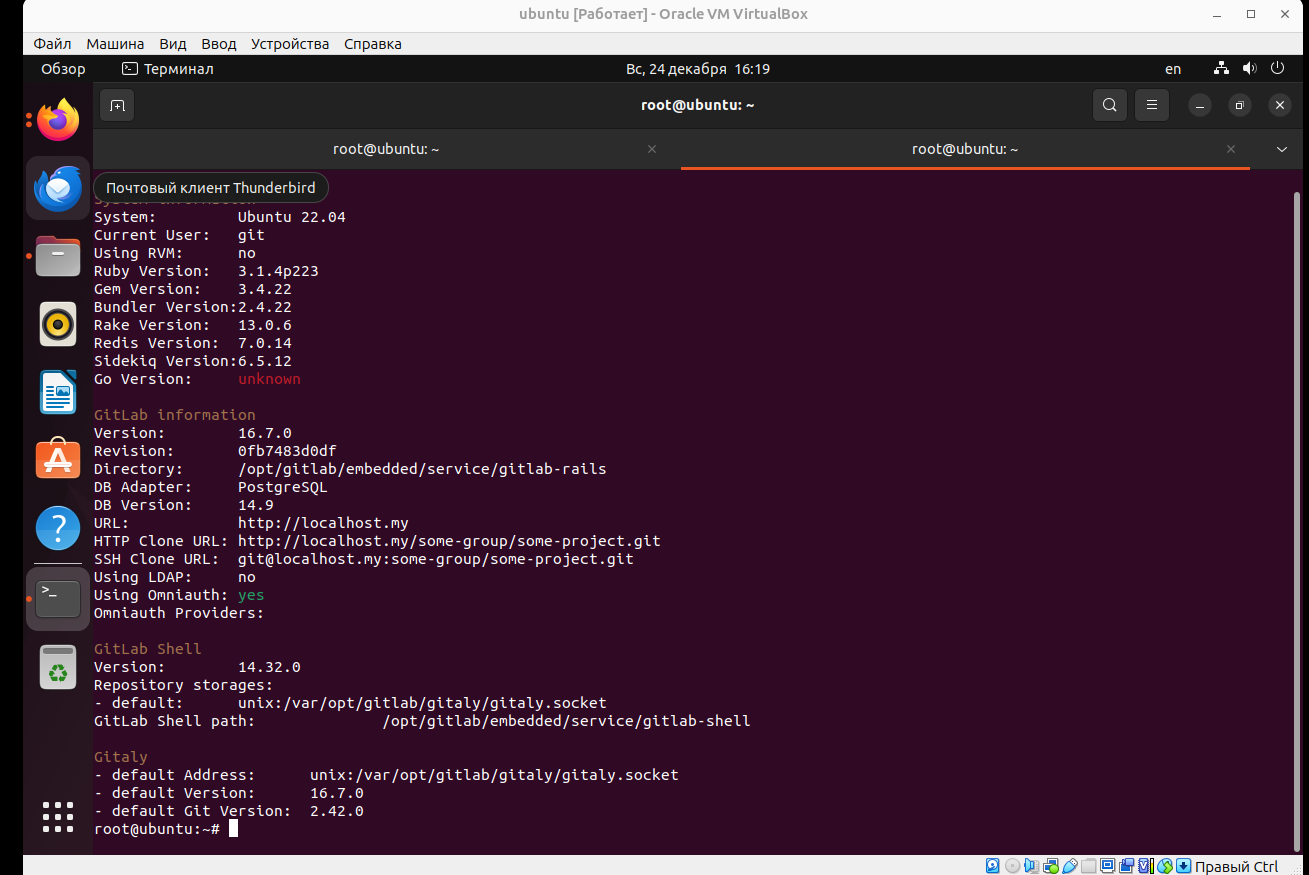 ubuntu [Работает] - Oracle VM VirtualBox
Файл Машина Вид Ввод Устройства Справка
Обзор Терминал Вс, 24 декабря 16:19 en
root@ubuntu: ~
root@ubuntu: ~ root@ubuntu: ~
Почтовый клиент Thunderbird
System: Ubuntu 22.04
Current User: git
Using RVM: no
Ruby Version: 3.1.4p223
Gem Version: 3.4.22
Bundler Version:2.4.22
Rake Version: 13.0.6
Redis Version: 7.0.14
Sidekiq Version:6.5.12
Go Version: unknown
GitLab information
Version: 16.7.0
Revision: 0fb7483d0df
Directory: /opt/gitlab/embedded/service/gitlab-rails
DB Adapter: PostgreSQL
DB Version: 14.9
URL: http://localhost.my
HTTP Clone URL: http://localhost.my/some-group/some-project.git
SSH Clone URL: git@localhost.my:some-group/some-project.git
Using LDAP: no
Using Omniauth: yes
Omniauth Providers:
GitLab Shell
Version: 14.32.0
Repository storages:
- default: unix:/var/opt/gitlab/gitaly/gitaly.socket
GitLab Shell path: /opt/gitlab/embedded/service/gitlab-shell
Gitaly
- default Address: unix:/var/opt/gitlab/gitaly/gitaly.socket
- default Version: 16.7.0
- default Git Version: 2.42.0
root@ubuntu:~#
Правый Ctrl